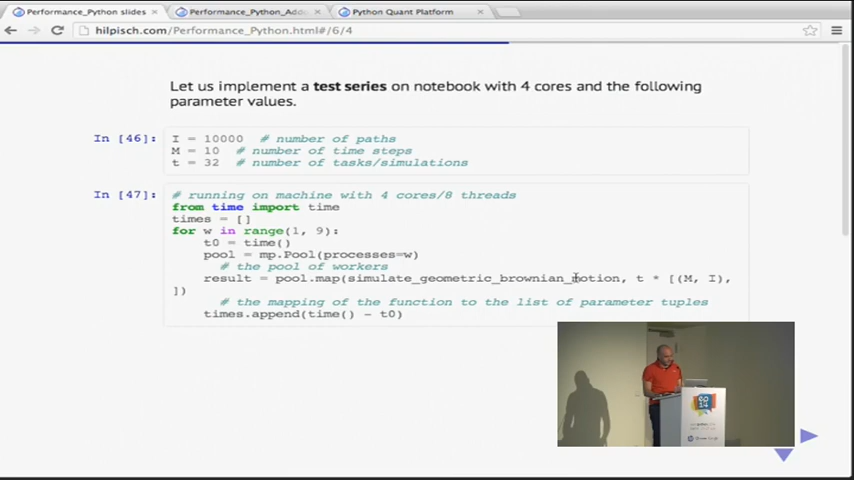 Performance_Python slides
Performance_Python_Adde
Python Quant Platform
hilpisch.com/Performance_Python.html#/6/4
Let us implement a test series on notebook with 4 cores and the following
parameter values.
In [46]:
I = 10000  # number of paths
M = 10  # number of time steps
t = 32  # number of tasks/simulations
In [47]:
# running on machine with 4 cores/8 threads
from time import time
times = []
for w in range(1, 9):
t0 = time()
pool = mp.Pool(processes=w)
# the pool of workers
result = pool.map(simulate_geometric_brownian_motion, t * [(M, I),
])
# the mapping of the function to the list of parameter tuples
times.append(time() - t0)
ep
14